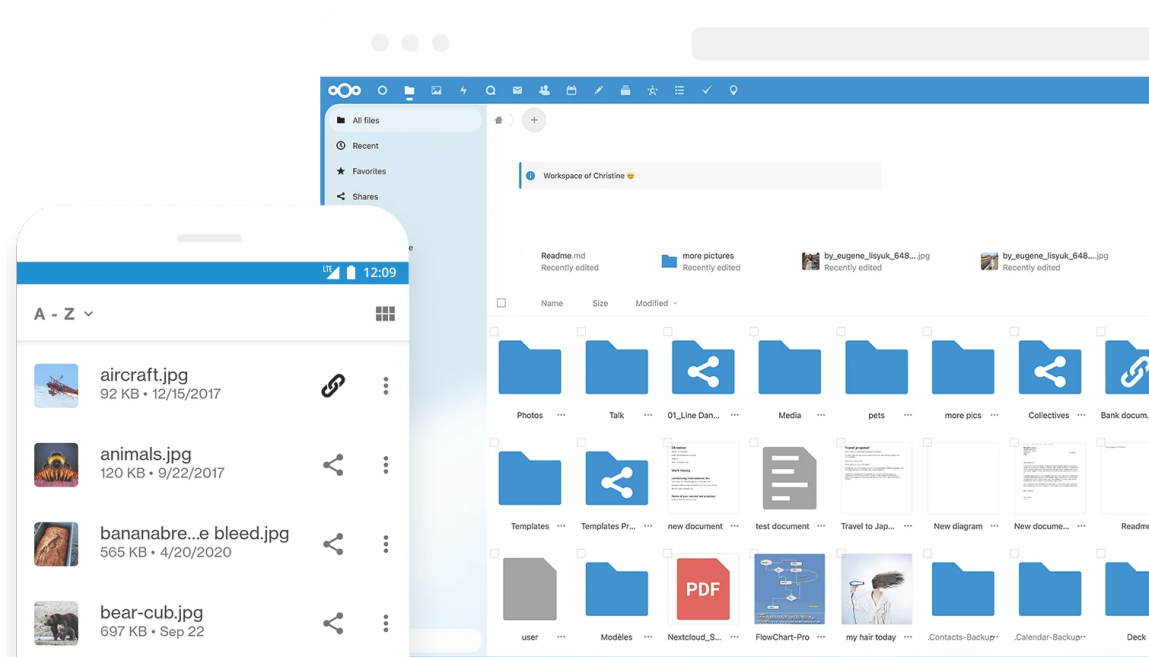 All files
Recent
Favorites
Shares
e
Workspace of Christine 😊
Readme.md
Recently edited
more pictures
Recently edited
by_eugene_lisyuk_648....jpg
Recently edited
by_eugene_lisyuk_648....jpg
Recently edited
Name Size Modified
Photos ··· Talk ··· 01_Line Dan... ··· Media ··· pets ··· more pics ··· Collectives ··· Bank docum.
Christine
Work History
Travel proposal
Templates ··· Templates Pr... ··· new document ··· test document ··· Travel to Jap... ··· New diagram ··· New docume... ··· Readme
PDF
user ··· Modèles ··· Nextcloud_S... ··· FlowChart-Pro ··· my hair today ··· .Contacts-Backup ··· .Calendar-Backup ··· Deck
LTE 12:09
A - Z
aircraft.jpg
92 KB • 12/15/2017
animals.jpg
120 KB • 9/22/2017
bananabre...e bleed.jpg
565 KB • 4/20/2020
bear-cub.jpg
697 KB • Sep 22